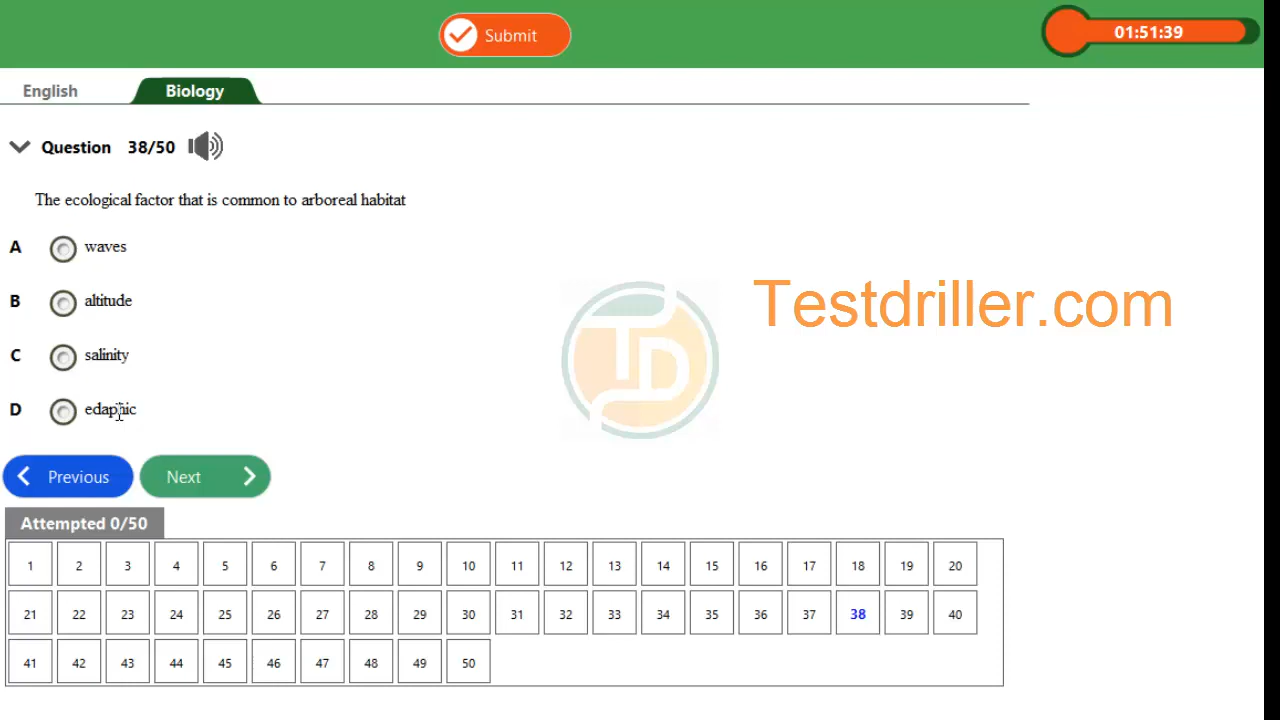 Submit
01:51:39
English
Biology
Question 38/50
The ecological factor that is common to arboreal habitat
A waves
B altitude
C salinity
D edaphic
Testdriller.com
TD
Previous
Next
Attempted 0/50
1 2 3 4 5 6 7 8 9 10 11 12 13 14 15 16 17 18 19 20
21 22 23 24 25 26 27 28 29 30 31 32 33 34 35 36 37 38 39 40
41 42 43 44 45 46 47 48 49 50